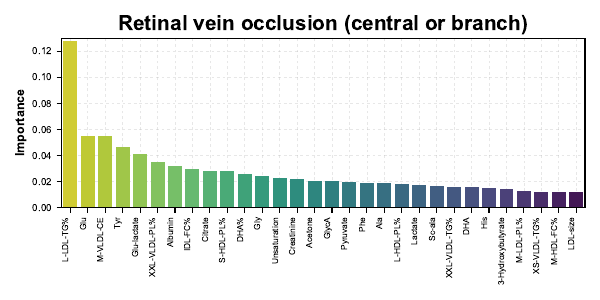 Retinal vein occlusion (central or branch)
Importance
0.12
0.10
0.08
0.06
0.04
0.02
0.00
L-LDL-TG%
Glu
M-VLDL-CE
Tyr
Glu-lactate
XXL-VLDL-PL%
Albumin
IDL-FC%
Citrate
S-HDL-PL%
DHA%
Gly
Unsaturation
Creatinine
Acetone
GlycA
Pyruvate
Phe
Ala
L-HDL-PL%
Lactate
Sc-ala
XXL-VLDL-TG%
DHA
His
3-Hydroxybutyrate
M-LDL-PL%
XS-VLDL-TG%
M-HDL-FC%
LDL-size